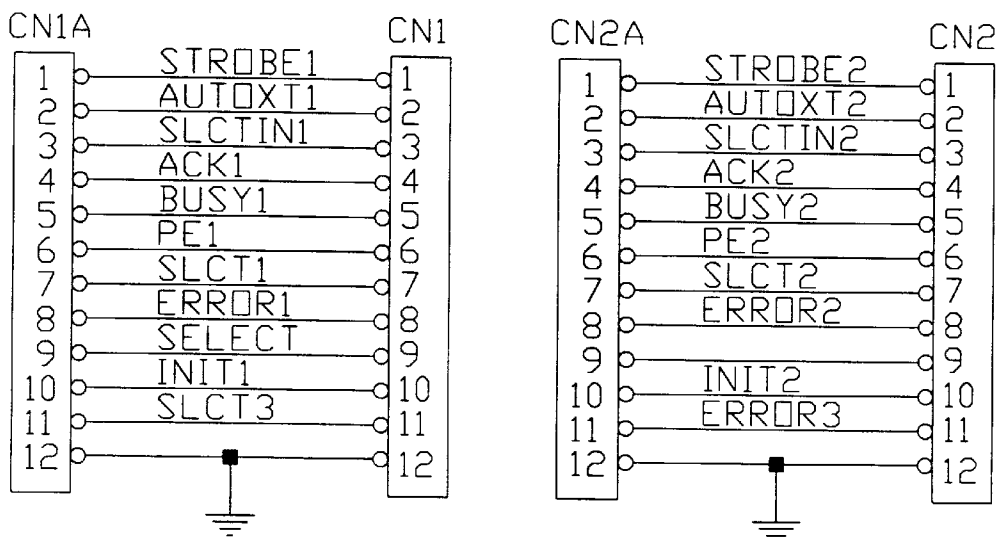 CN1A CN1 CN2A CN2
1 STROBE1 1 1 STROBE2 1
2 AUTOXT1 2 2 AUTOXT2 2
3 SLCTIN1 3 3 SLCTIN2 3
4 ACK1 4 4 ACK2 4
5 BUSY1 5 5 BUSY2 5
6 PE1 6 6 PE2 6
7 SLCT1 7 7 SLCT2 7
8 ERROR1 8 8 ERROR2 8
9 SELECT 9 9 9
10 INIT1 10 10 INIT2 10
11 SLCT3 11 11 ERROR3 11
12 12 12 12